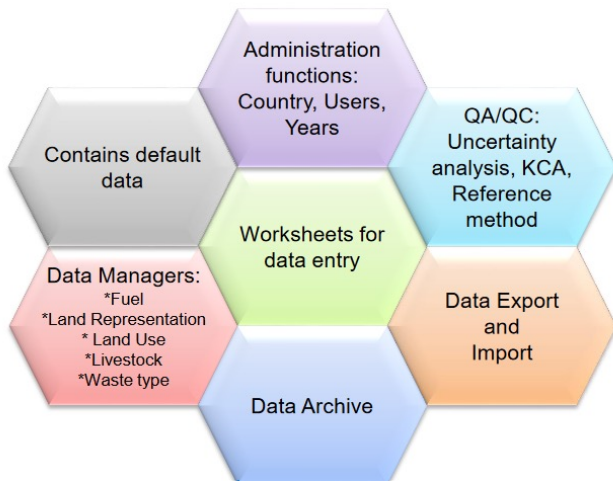 Administration
functions:
Country, Users,
Years
QA/QC:
Uncertainty
analysis, KCA,
Reference
method
Contains default
data
Worksheets for
data entry
Data Managers:
*Fuel
*Land Representation
* Land Use
*Livestock
*Waste type
Data Export
and
Import
Data Archive